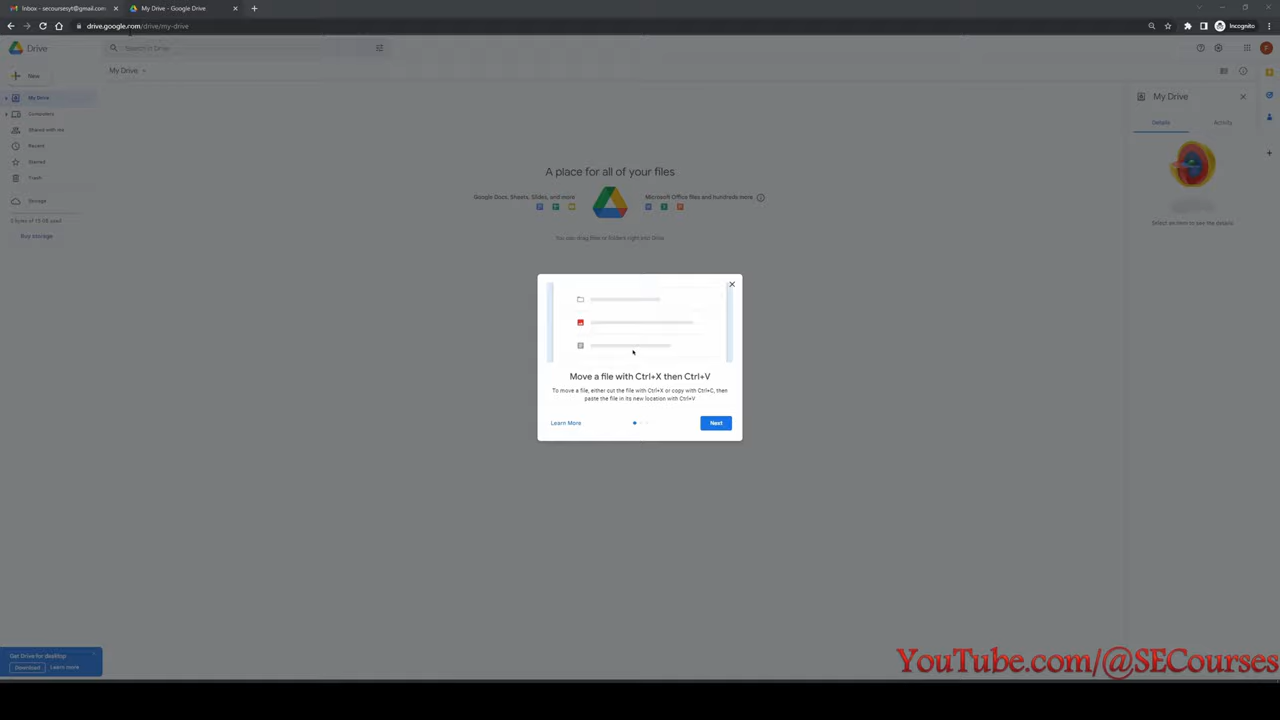 Inbox - secoursesyt@gmail.com
My Drive - Google Drive
drive.google.com/drive/my-drive
Incognito
Drive
Search in Drive
F
New
My Drive
My Drive
Computers
Shared with me
Recent
Starred
Trash
Storage
0 bytes of 15 GB used
Buy storage
My Drive
Details
Activity
Select an item to see the details
A place for all of your files
Google Docs, Sheets, Slides, and more
Microsoft Office files and hundreds more
You can drag files or folders right into Drive
Move a file with Ctrl+X then Ctrl+V
To move a file, either cut the file with Ctrl+X or copy with Ctrl+C, then
paste the file in its new location with Ctrl+V
Learn More
Next
Get Drive for desktop
Download
Learn more
YouTube.com/@SECourses